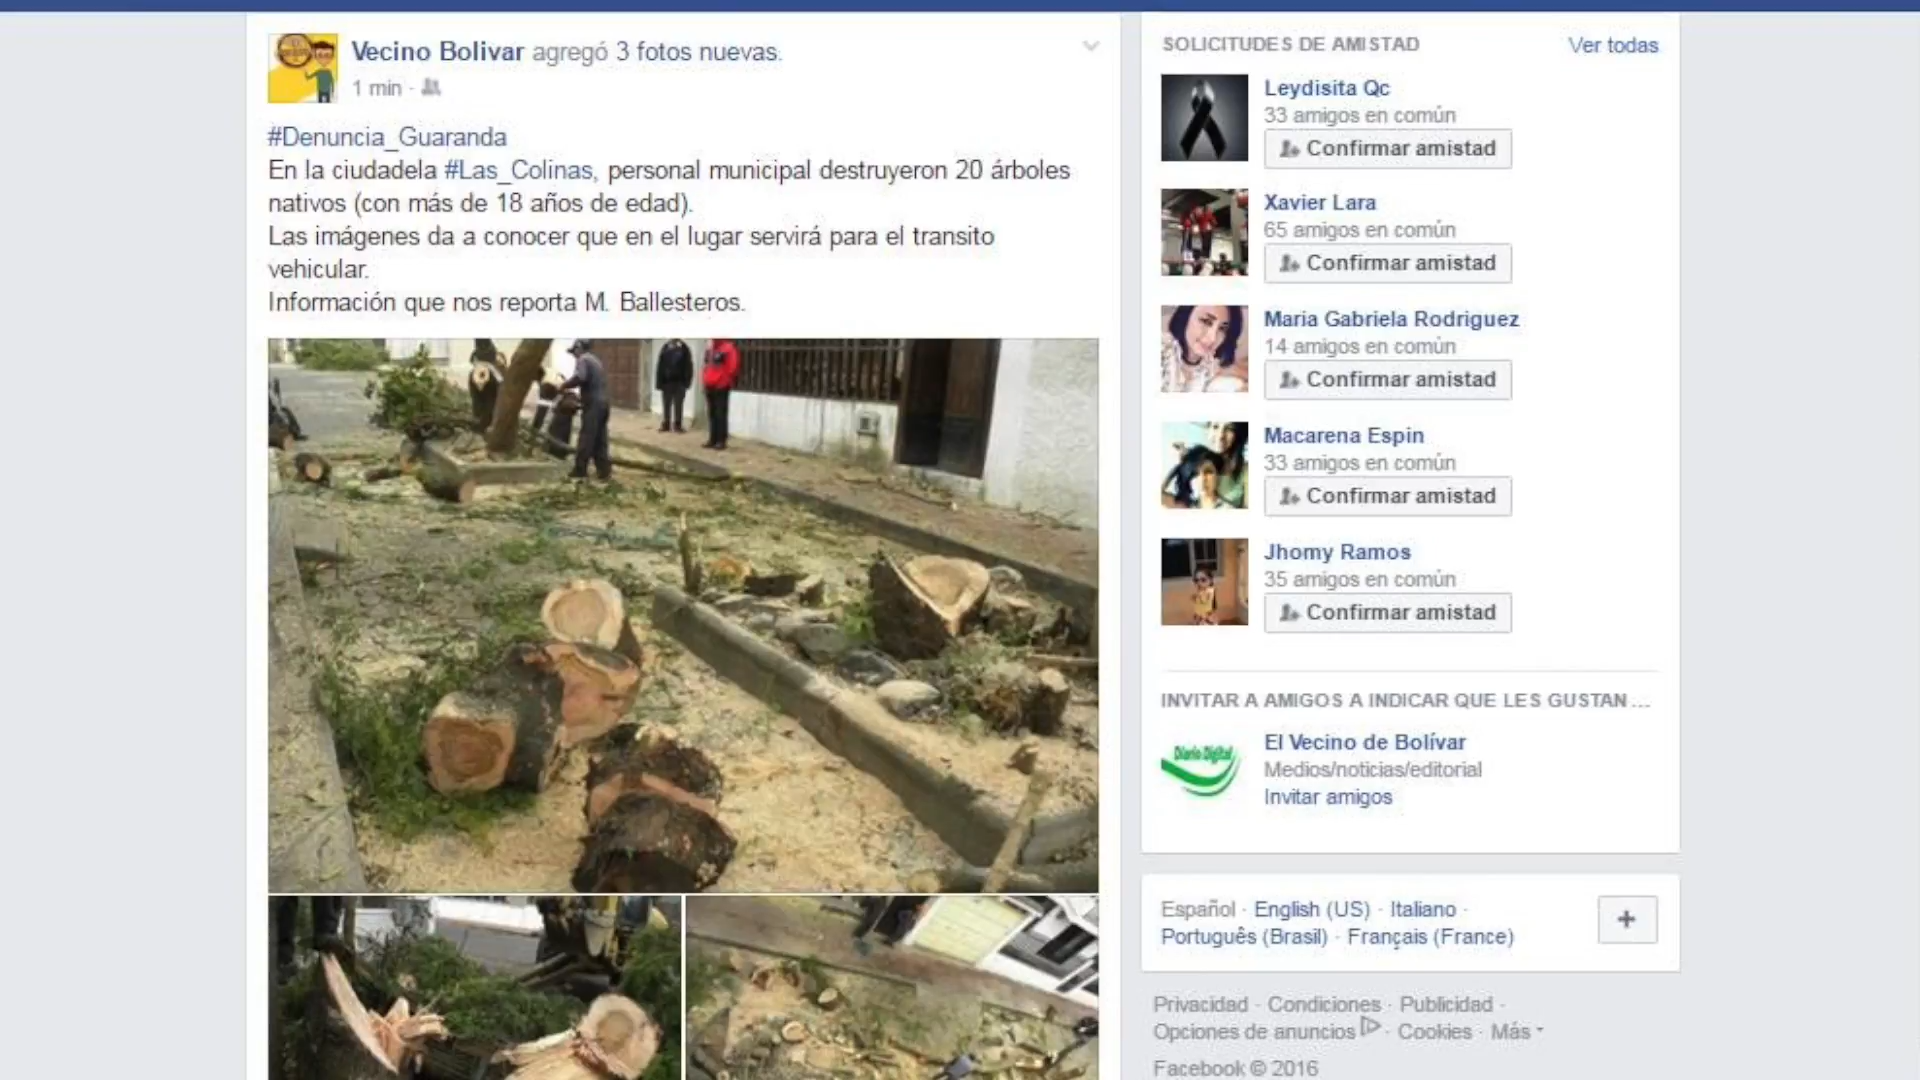 Vecino Bolivar agregó 3 fotos nuevas.
1 min ·
#Denuncia_Guaranda
En la ciudadela #Las_Colinas, personal municipal destruyeron 20 árboles
nativos (con más de 18 años de edad).
Las imágenes da a conocer que en el lugar servirá para el transito
vehicular.
Información que nos reporta M. Ballesteros.
SOLICITUDES DE AMISTAD
Ver todas
Leydisita Qc
33 amigos en común
Confirmar amistad
Xavier Lara
65 amigos en común
Confirmar amistad
Maria Gabriela Rodriguez
14 amigos en común
Confirmar amistad
Macarena Espin
33 amigos en común
Confirmar amistad
Jhomy Ramos
35 amigos en común
Confirmar amistad
INVITAR A AMIGOS A INDICAR QUE LES GUSTAN ...
Diario Digital
El Vecino de Bolívar
Medios/noticias/editorial
Invitar amigos
Español · English (US) · Italiano ·
Português (Brasil) · Français (France)
+
Privacidad · Condiciones · Publicidad ·
Opciones de anuncios · Cookies · Más
Facebook © 2016